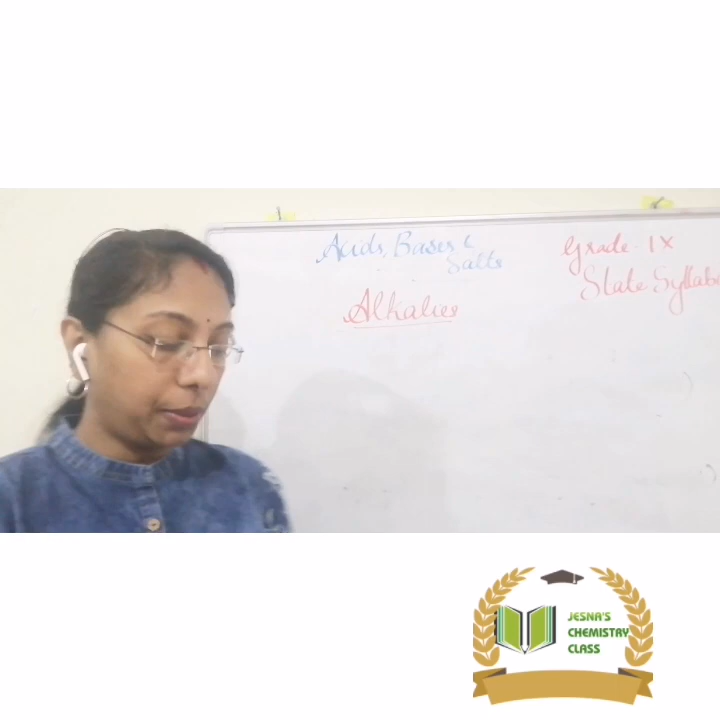 Acids, Bases &
Salts
Grade - IX
State Syllab
Alkalies
JESNA'S
CHEMISTRY
CLASS